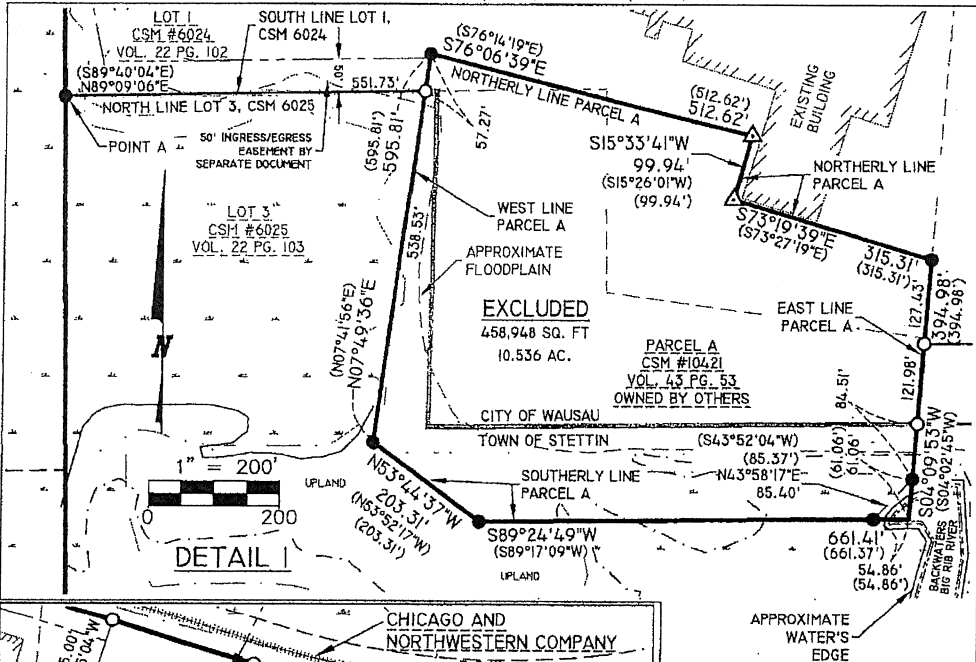 LOT 1
CSM #6024
VOL. 22 PG. 102
SOUTH LINE LOT 1,
CSM 6024
(S89°40'04"E)
N89°09'06"E
50'
551.73'
NORTH LINE LOT 3, CSM 6025
POINT A
50' INGRESS/EGRESS
EASEMENT BY
SEPARATE DOCUMENT
(S76°14'19"E)
S76°06'39"E
NORTHERLY LINE PARCEL A
(512.62')
512.62'
EXISTING
BUILDING
57.27'
(595.81')
595.81'
S15°33'41"W
99.94'
(S15°26'01"W)
(99.94')
NORTHERLY LINE
PARCEL A
S73°19'39"E
(S73°27'19"E)
315.31'
(315.31')
LOT 3
CSM #6025
VOL. 22 PG. 103
WEST LINE
PARCEL A
538.53'
APPROXIMATE
FLOODPLAIN
(N07°41'56"E)
N07°49'36"E
N
EXCLUDED
458,948 SQ. FT
10.536 AC.
EAST LINE
PARCEL A
127.43'
394.98'
(394.98')
121.98'
PARCEL A
CSM #10421
VOL. 43 PG. 53
OWNED BY OTHERS
84.51'
CITY OF WAUSAU
TOWN OF STETTIN
(S43°52'04"W)
(85.37')
N43°58'17"E
85.40'
(61.06')
61.06'
S04°09'53"W
(S04°02'45"W)
1" = 200'
0
200
UPLAND
DETAIL 1
N53°44'37"W
203.31'
(N53°52'17"W)
(203.31')
SOUTHERLY LINE
PARCEL A
S89°24'49"W
(S89°17'09"W)
UPLAND
661.41'
(661.37')
54.86'
(54.86')
BACKWATERS
BIG RIB RIVER
APPROXIMATE
WATER'S
EDGE
CHICAGO AND
NORTHWESTERN COMPANY